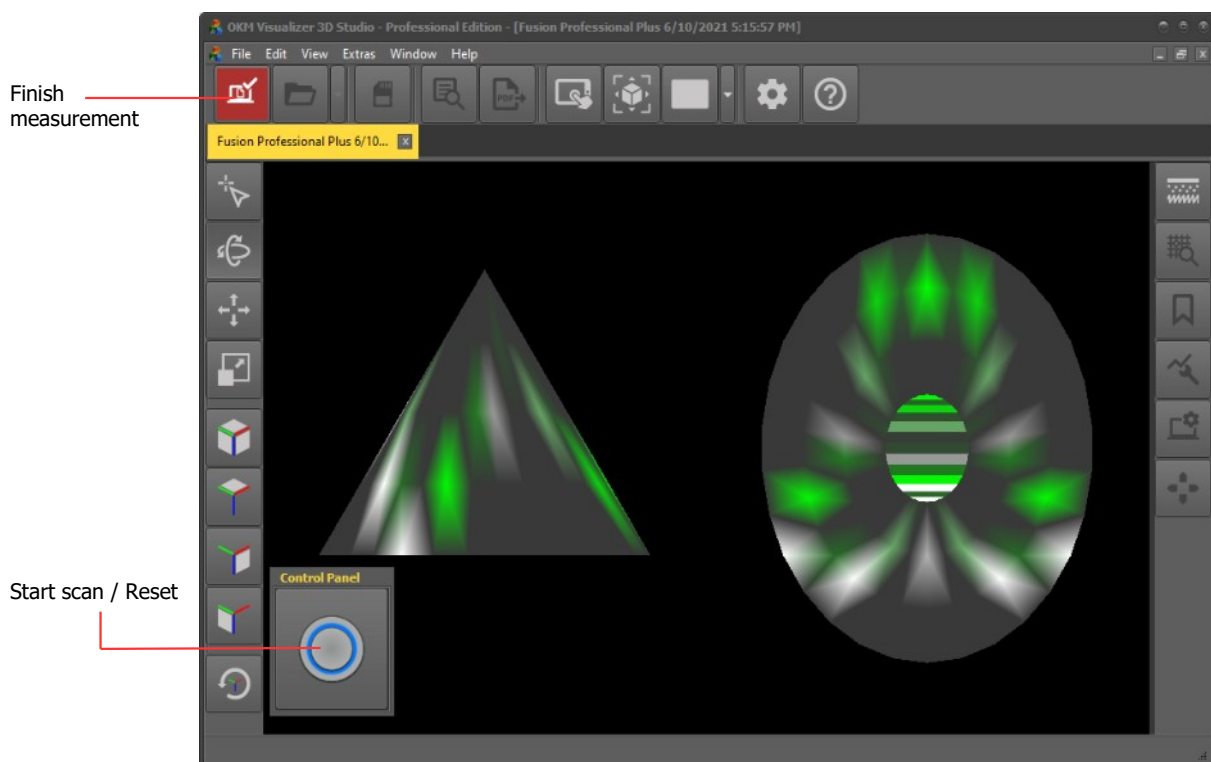 OKM Visualizer 3D Studio - Professional Edition - [Fusion Professional Plus 6/10/2021 5:15:57 PM]
File Edit View Extras Window Help
Finish
measurement
PDF
Fusion Professional Plus 6/10...
Control Panel
Start scan / Reset